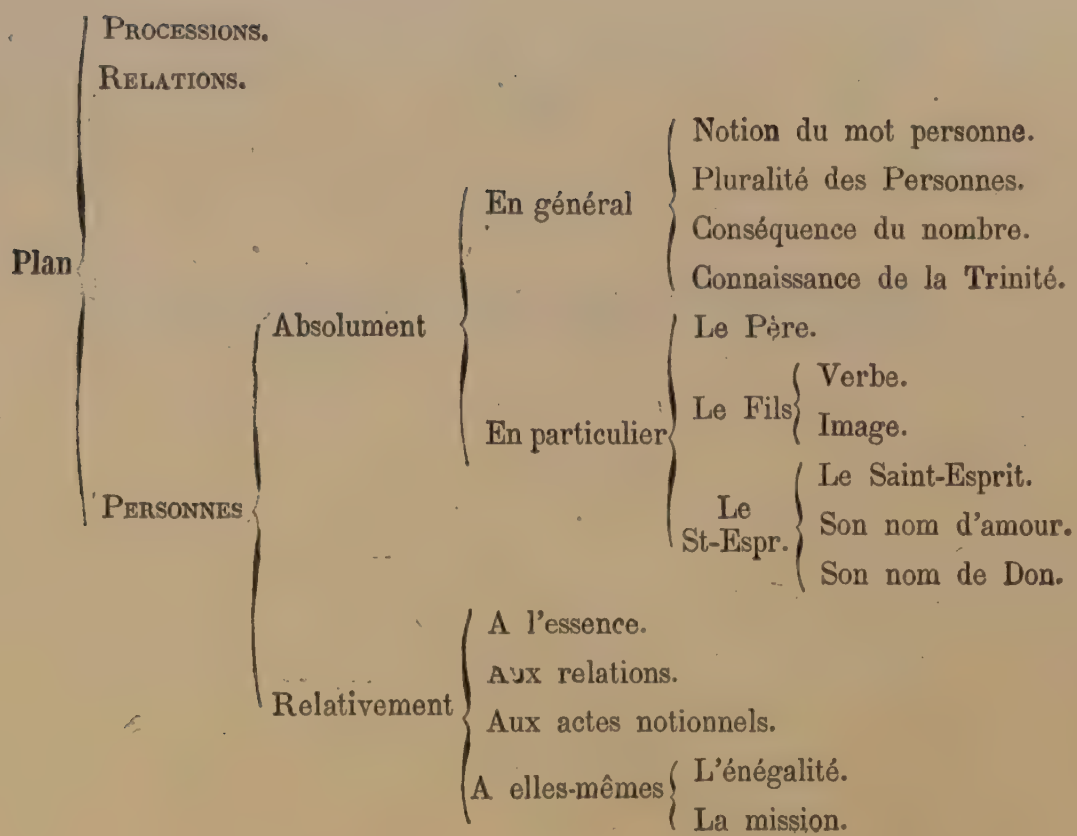 PROCESSIONS.
RELATIONS.
Plan
PERSONNES
Absolument
En général
Notion du mot personne.
Pluralité des Personnes.
Conséquence du nombre.
Connaissance de la Trinité.
En particulier
Le Père.
Le Fils
Verbe.
Image.
Le
St-Espr.
Le Saint-Esprit.
Son nom d'amour.
Son nom de Don.
Relativement
A l'essence.
Aux relations.
Aux actes notionnels.
A elles-mêmes
L'énégalité.
La mission.